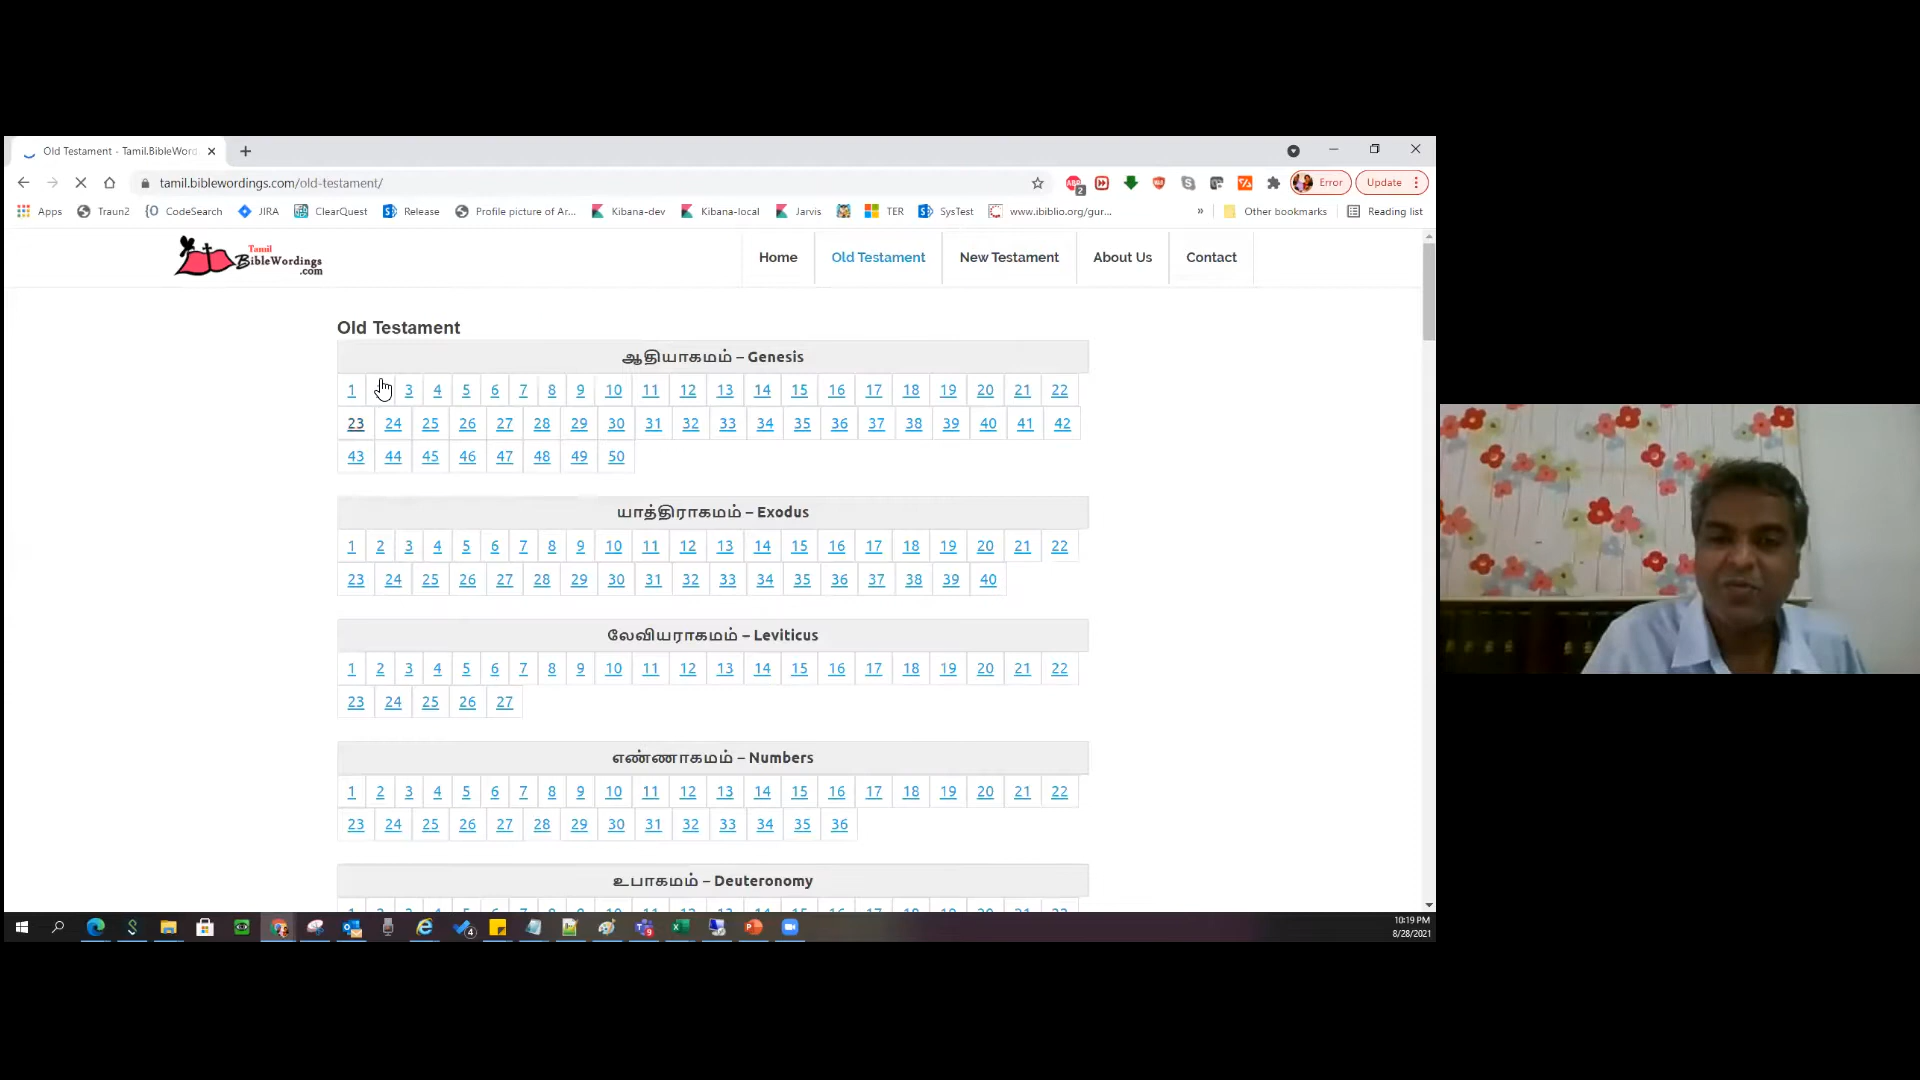 Old Testament - Tamil.BibleWord
tamil.biblewordings.com/old-testament/
2
Error
Update
Apps
Traun2
CodeSearch
JIRA
ClearQuest
Release
Profile picture of Ar...
Kibana-dev
Kibana-local
Jarvis
TER
SysTest
www.ibiblio.org/gur...
»
Other bookmarks
Reading list
Tamil
BibleWordings
.com
Home
Old Testament
New Testament
About Us
Contact
Old Testament
ஆதியாகமம் – Genesis
1 3 4 5 6 7 8 9 10 11 12 13 14 15 16 17 18 19 20 21 22
23 24 25 26 27 28 29 30 31 32 33 34 35 36 37 38 39 40 41 42
43 44 45 46 47 48 49 50
யாத்திராகமம் – Exodus
1 2 3 4 5 6 7 8 9 10 11 12 13 14 15 16 17 18 19 20 21 22
23 24 25 26 27 28 29 30 31 32 33 34 35 36 37 38 39 40
லேவியராகமம் – Leviticus
1 2 3 4 5 6 7 8 9 10 11 12 13 14 15 16 17 18 19 20 21 22
23 24 25 26 27
எண்ணாகமம் – Numbers
1 2 3 4 5 6 7 8 9 10 11 12 13 14 15 16 17 18 19 20 21 22
23 24 25 26 27 28 29 30 31 32 33 34 35 36
உபாகமம் – Deuteronomy
10:19 PM
8/28/2021